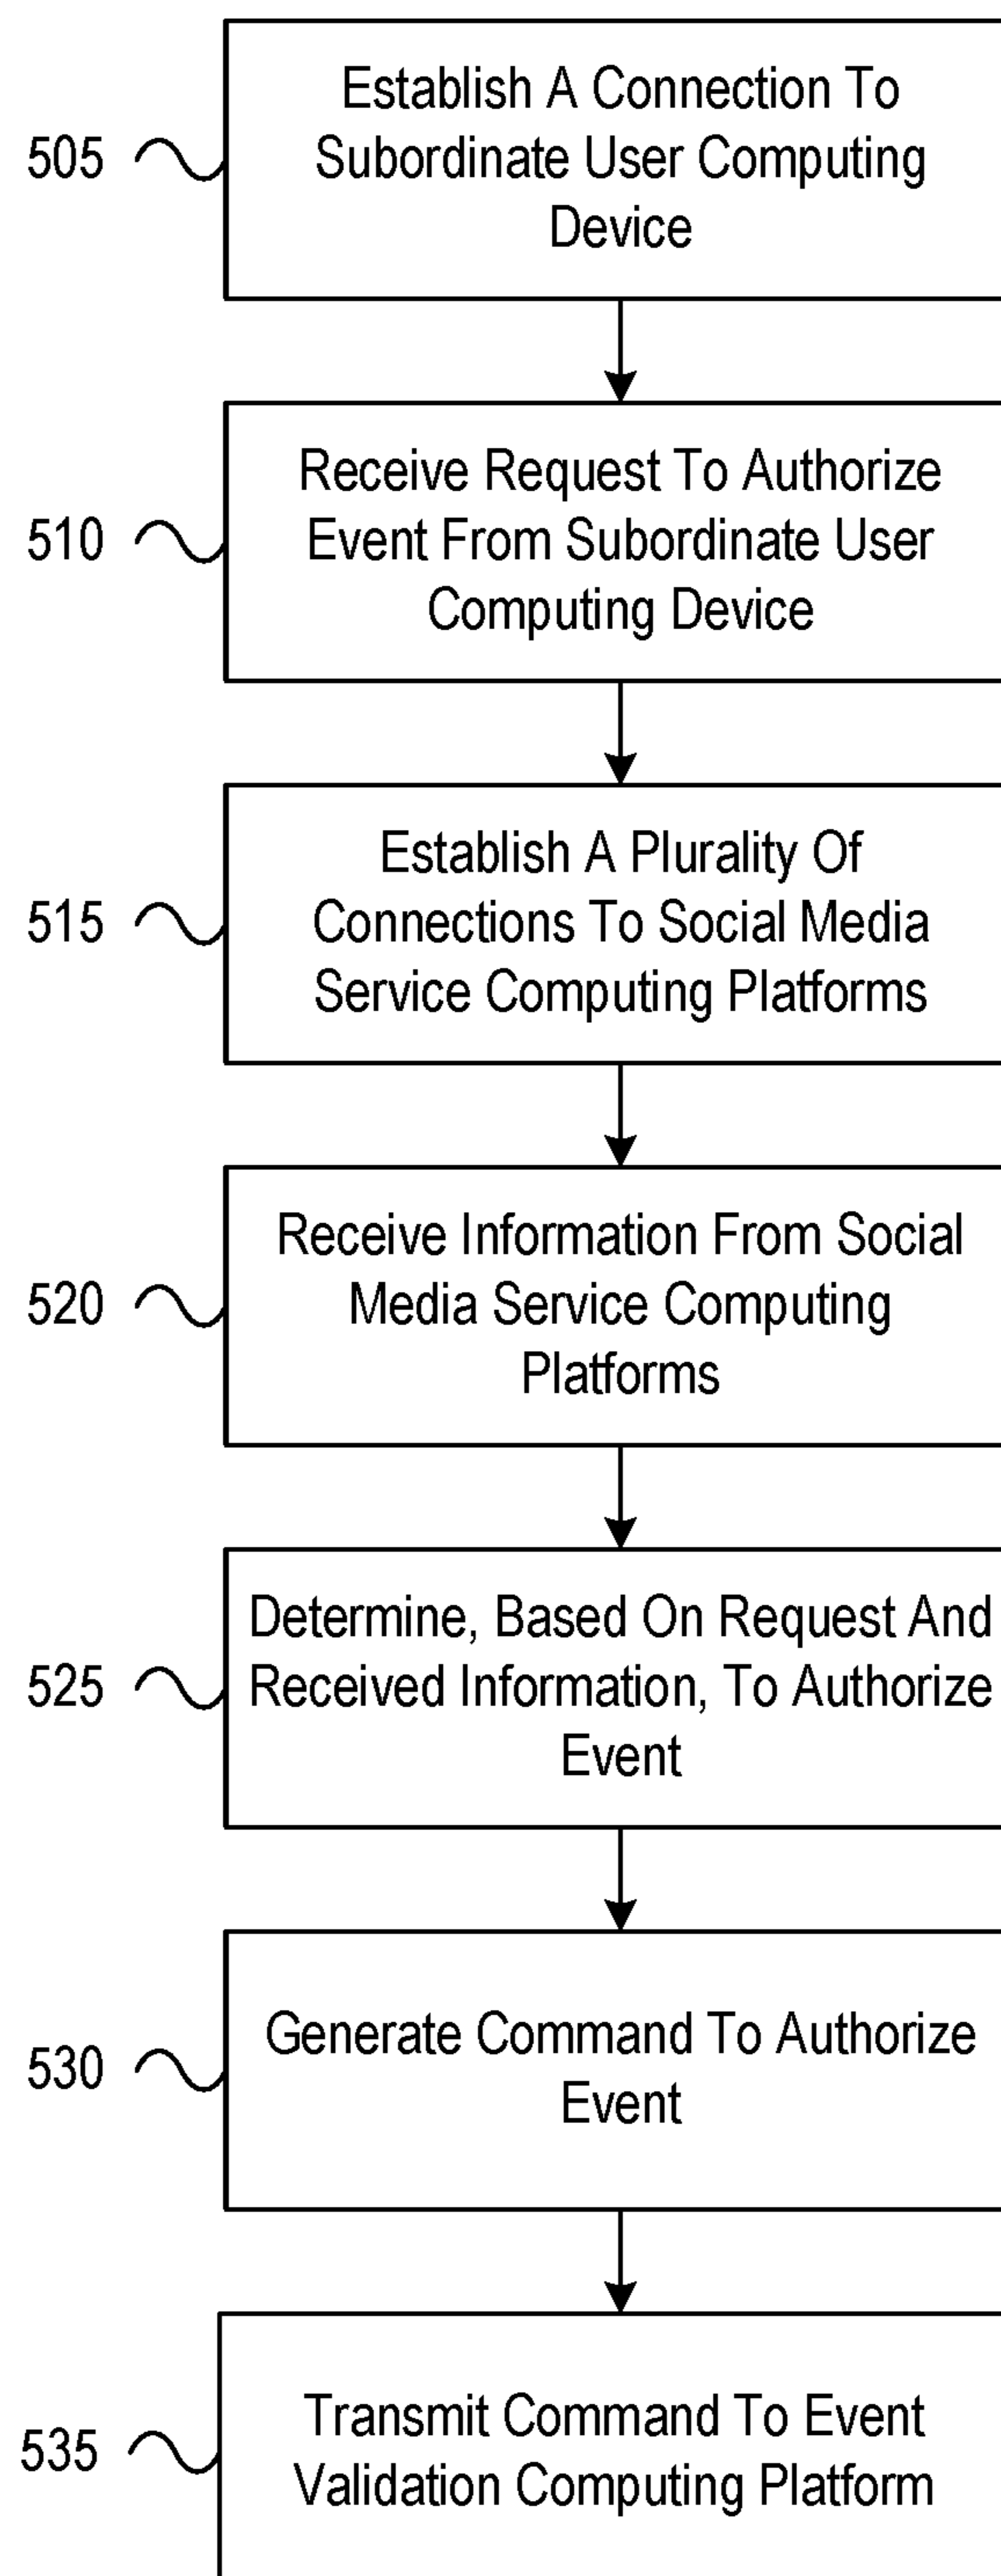 505
Establish A Connection To
Subordinate User Computing
Device
510
Receive Request To Authorize
Event From Subordinate User
Computing Device
515
Establish A Plurality Of
Connections To Social Media
Service Computing Platforms
520
Receive Information From Social
Media Service Computing
Platforms
525
Determine, Based On Request And
Received Information, To Authorize
Event
530
Generate Command To Authorize
Event
535
Transmit Command To Event
Validation Computing Platform